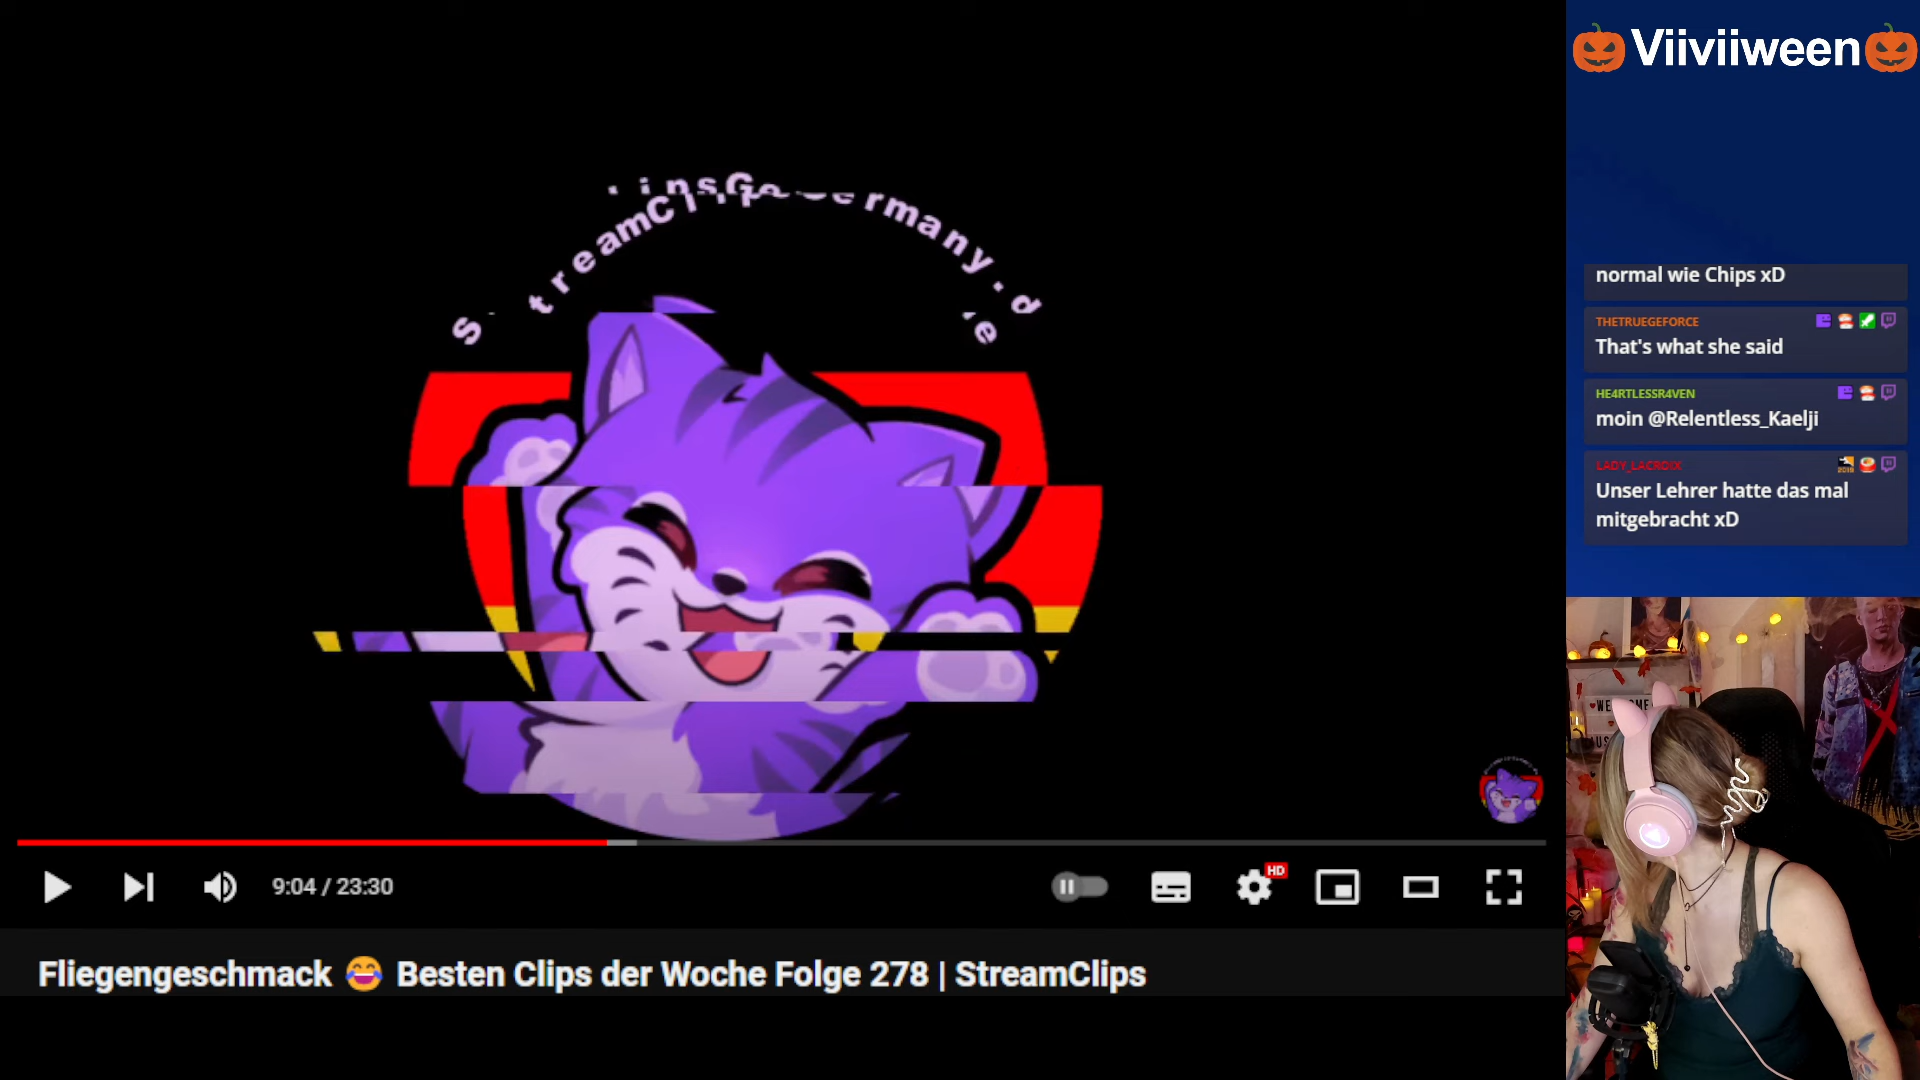 Viiviiween
normal wie Chips xD
THETRUEGEFORCE
That's what she said
HE4RTLESSR4VEN
moin @Relentless_Kaelji
LADY_LACROIX
Unser Lehrer hatte das mal
mitgebracht xD
9:04 / 23:30
HD
Fliegengeschmack 😂 Besten Clips der Woche Folge 278 | StreamClips